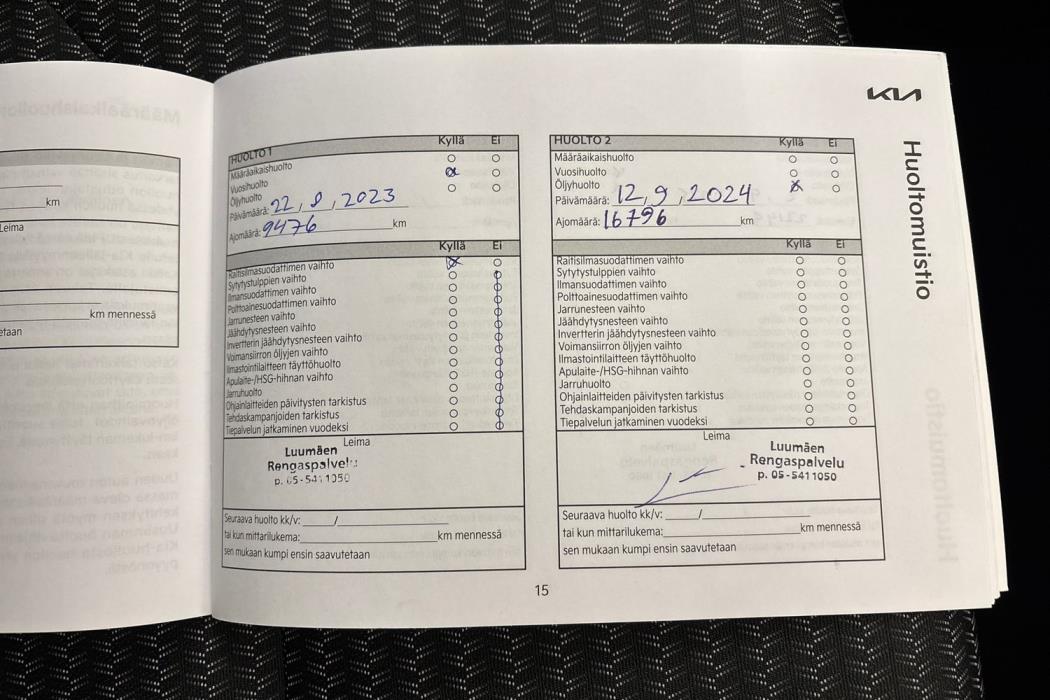 km
Leima
km mennessä
etaan
KIA
Huoltomuistio
HUOLTO 1 Kyllä Ei
Määräaikaishuolto
Vuosihuolto
Öljyhuolto
Päivämäärä: 22, 8, 2023
Ajomäärä: 9476 km
Kyllä Ei
Raitisilmasuodattimen vaihto
Sytytystulppien vaihto
Ilmansuodattimen vaihto
Polttoainesuodattimen vaihto
Jarrunesteen vaihto
Jäähdytysnesteen vaihto
Invertterin jäähdytysnesteen vaihto
Voimansiirron öljyjen vaihto
Ilmastointilaitteen täyttöhuolto
Apulaite-/HSG-hihnan vaihto
Jarruhuolto
Ohjainlaitteiden päivitysten tarkistus
Tehdaskampanjoiden tarkistus
Tiepalvelun jatkaminen vuodeksi
Leima
Luumäen
Rengaspalvelu
p. 05-541 1050
Seuraava huolto kk/v: /
tai kun mittarilukema: km mennessä
sen mukaan kumpi ensin saavutetaan
HUOLTO 2 Kyllä Ei
Määräaikaishuolto
Vuosihuolto
Öljyhuolto
Päivämäärä: 12, 9, 2024
Ajomäärä: 16796 km
Kyllä Ei
Raitisilmasuodattimen vaihto
Sytytystulppien vaihto
Ilmansuodattimen vaihto
Polttoainesuodattimen vaihto
Jarrunesteen vaihto
Jäähdytysnesteen vaihto
Invertterin jäähdytysnesteen vaihto
Voimansiirron öljyjen vaihto
Ilmastointilaitteen täyttöhuolto
Apulaite-/HSG-hihnan vaihto
Jarruhuolto
Ohjainlaitteiden päivitysten tarkistus
Tehdaskampanjoiden tarkistus
Tiepalvelun jatkaminen vuodeksi
Leima
Luumäen
Rengaspalvelu
p. 05-5411050
Seuraava huolto kk/v: /
tai kun mittarilukema: km mennessä
sen mukaan kumpi ensin saavutetaan
15